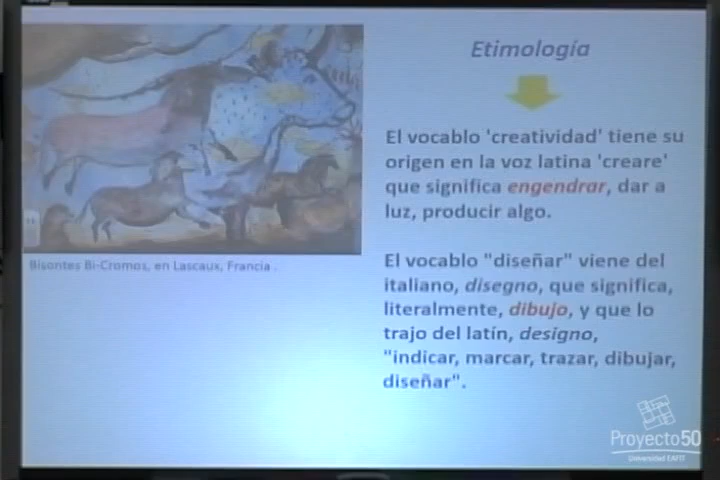 Etimología
El vocablo 'creatividad' tiene su
origen en la voz latina 'creare'
que significa engendrar, dar a
luz, producir algo.
El vocablo "diseñar" viene del
italiano, disegno, que significa,
literalmente, dibujo, y que lo
trajo del latín, designo,
"indicar, marcar, trazar, dibujar,
diseñar".
Bisontes Bi-Cromos, en Lascaux, Francia.
Proyecto50
Universidad EAFIT